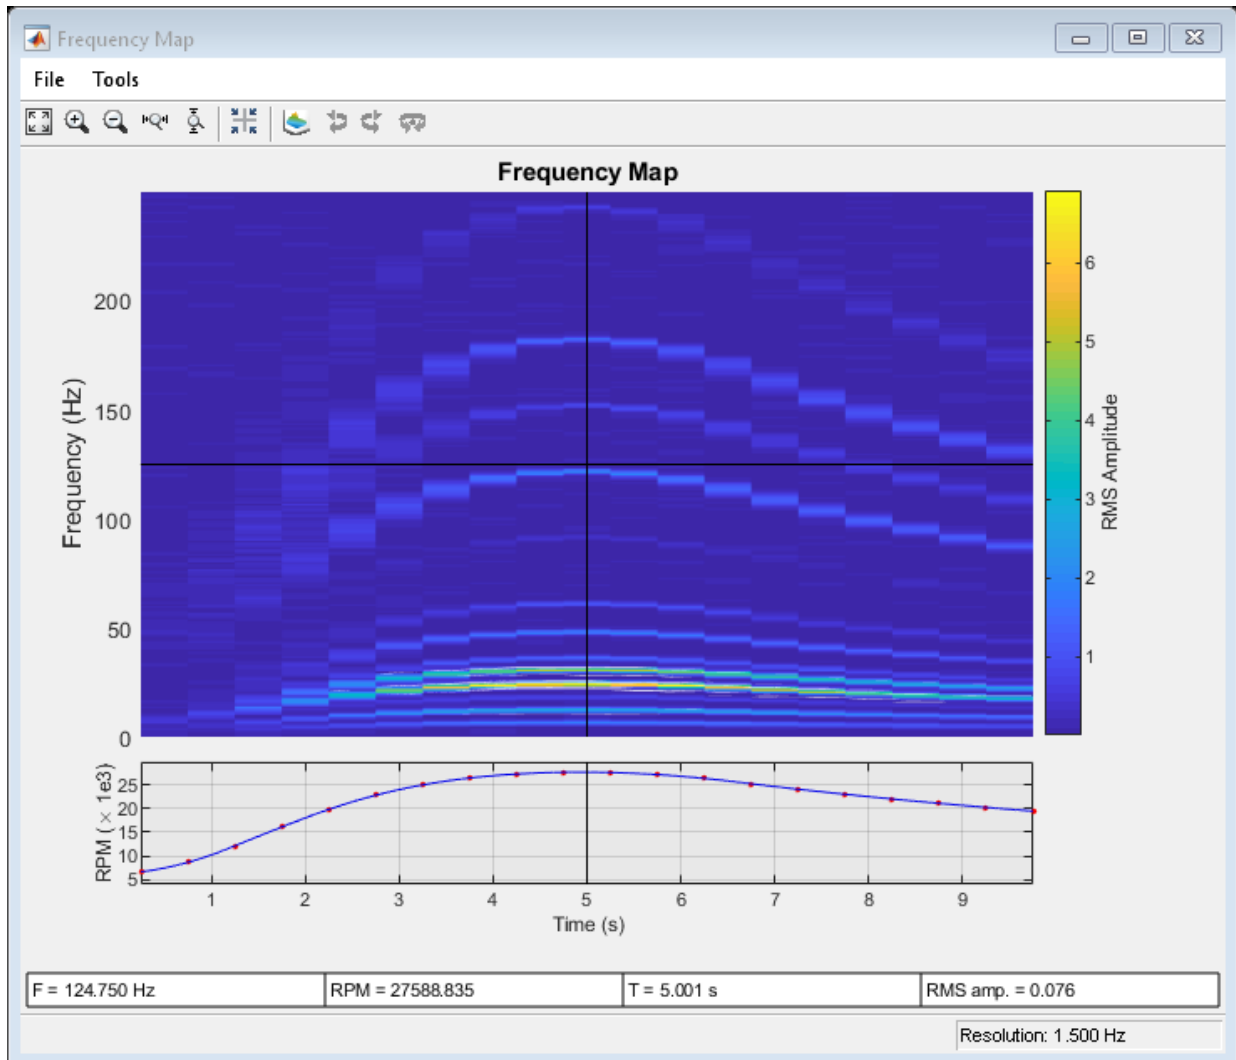 Frequency Map
File Tools
Frequency Map
Frequency (Hz)
200
150
100
50
0
6
5
4
3
2
1
RMS Amplitude
RPM ( × 1e3)
25
20
15
10
5
1 2 3 4 5 6 7 8 9
Time (s)
F = 124.750 Hz RPM = 27588.835 T = 5.001 s RMS amp. = 0.076
Resolution: 1.500 Hz